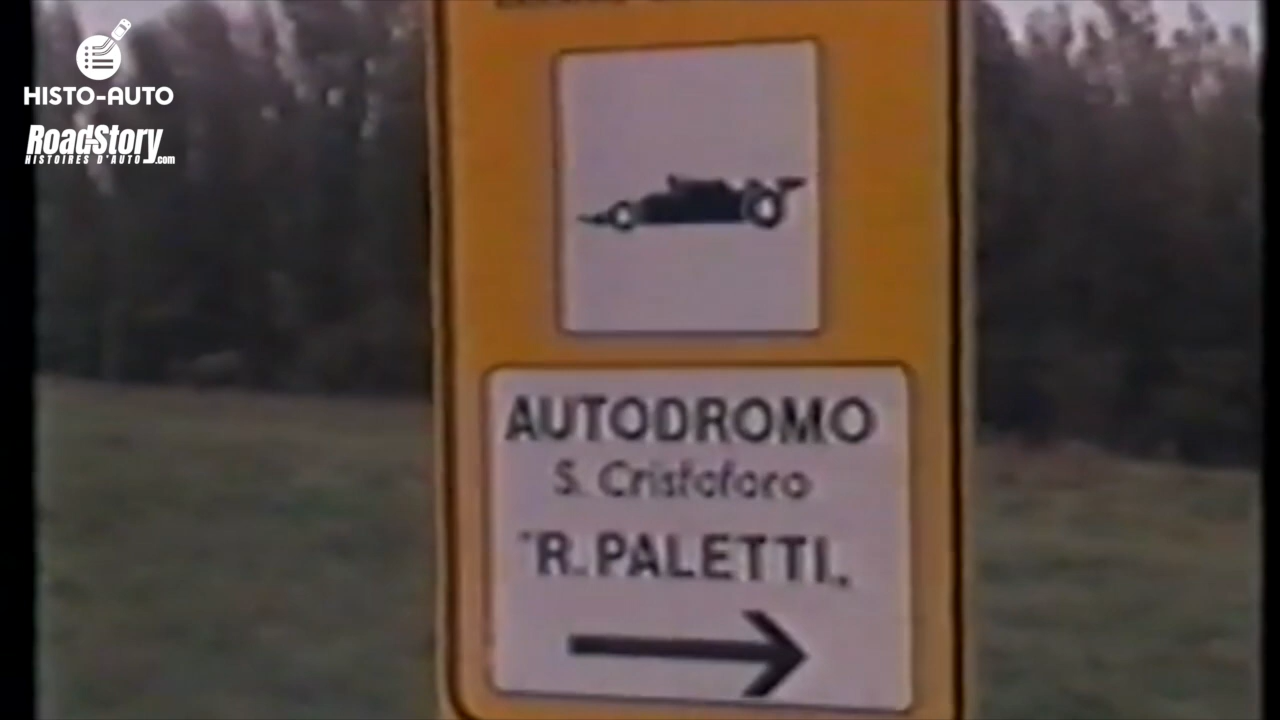 HISTO-AUTO
RoadStory
HISTOIRES D'AUTO.com
AUTODROMO
S. Cristoforo
"R. PALETTI"